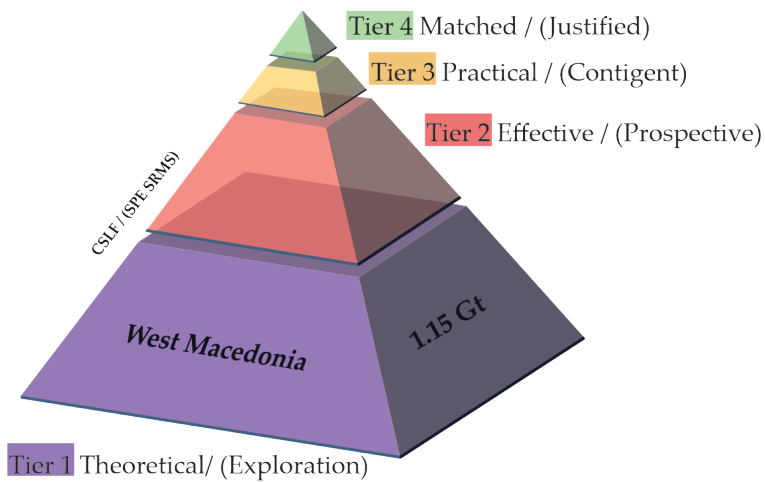 Tier 4 Matched / (Justified)
Tier 3 Practical / (Contigent)
Tier 2 Effective / (Prospective)
CSLF / (SPE SRMS)
West Macedonia
1.15 Gt
Tier 1 Theoretical/ (Exploration)